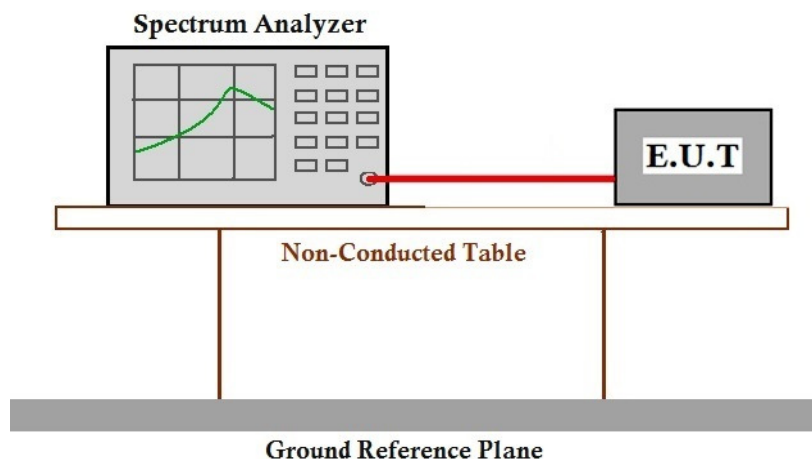 Spectrum Analyzer
E.U.T
Non-Conducted Table
Ground Reference Plane